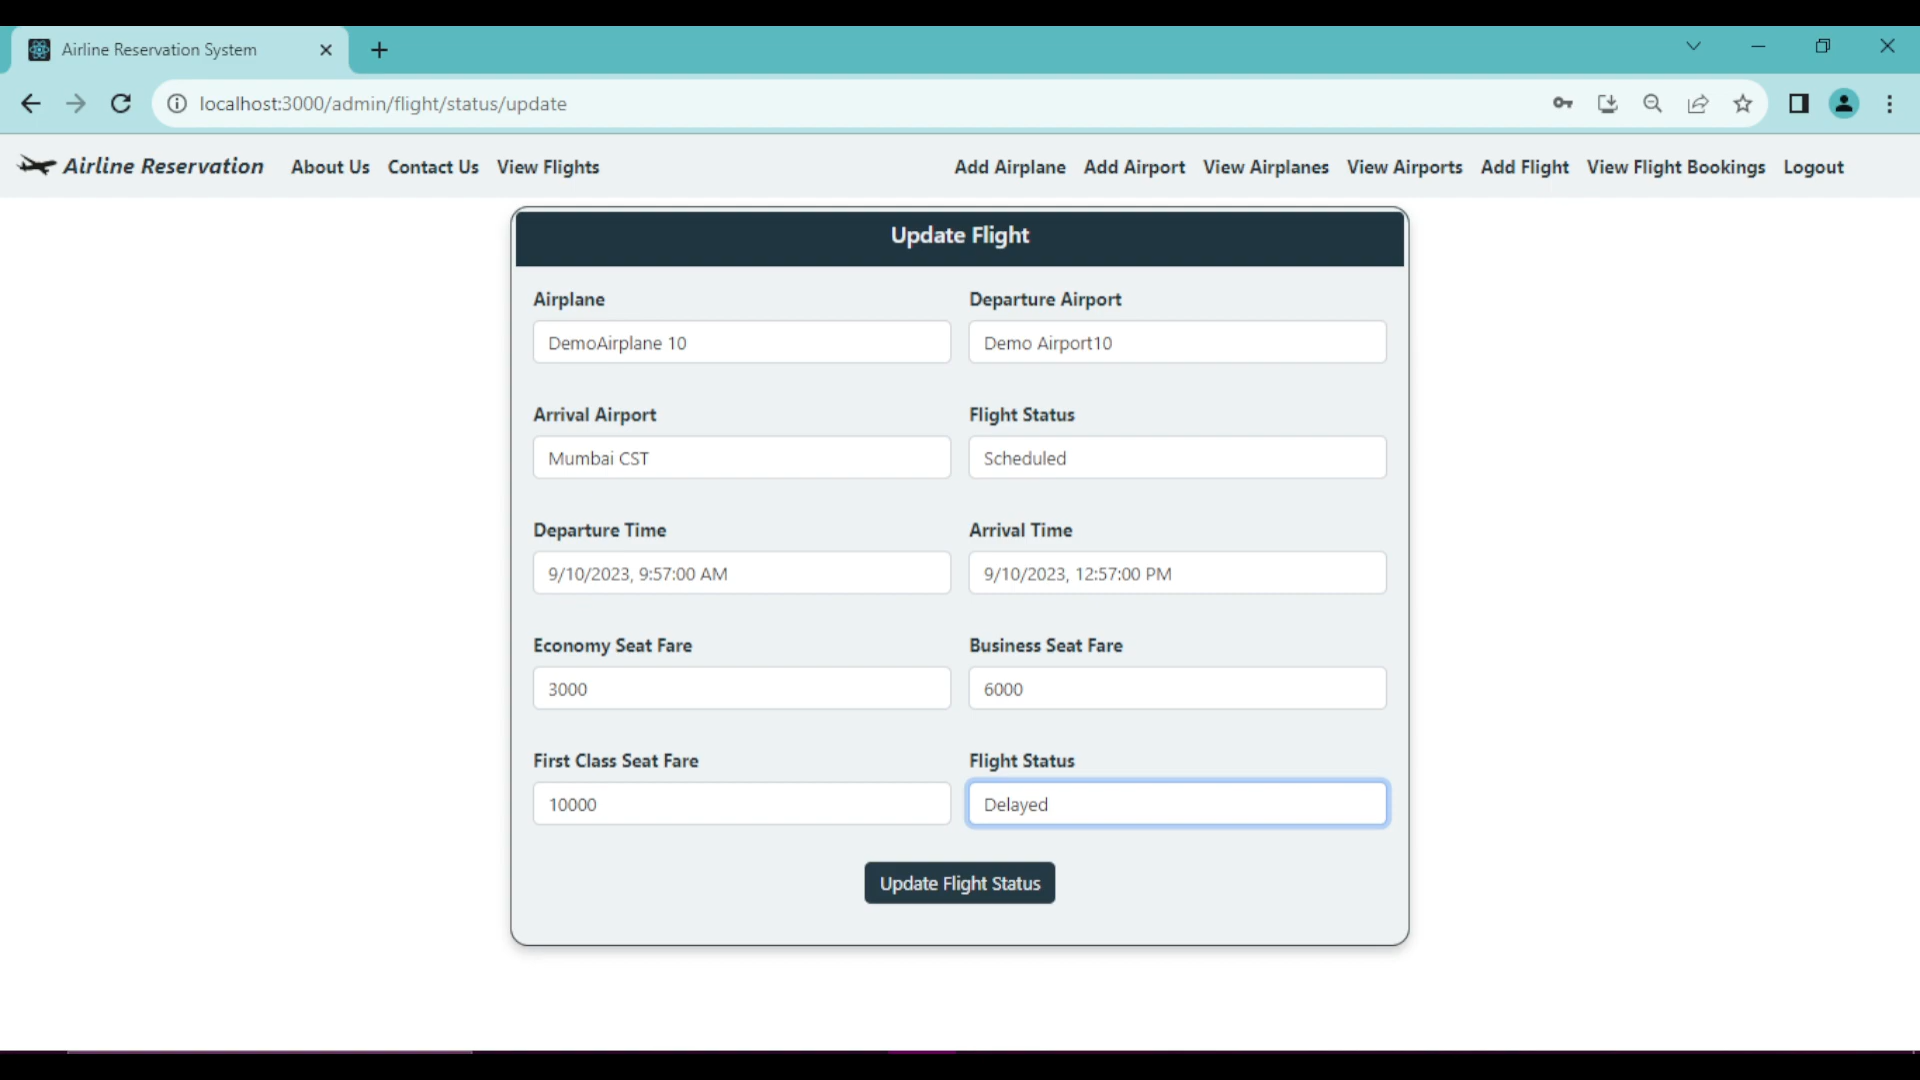 Airline Reservation System
localhost:3000/admin/flight/status/update
Airline Reservation About Us Contact Us View Flights Add Airplane Add Airport View Airplanes View Airports Add Flight View Flight Bookings Logout
Update Flight
Airplane Departure Airport
DemoAirplane 10 Demo Airport10
Arrival Airport Flight Status
Mumbai CST Scheduled
Departure Time Arrival Time
9/10/2023, 9:57:00 AM 9/10/2023, 12:57:00 PM
Economy Seat Fare Business Seat Fare
3000 6000
First Class Seat Fare Flight Status
10000 Delayed
Update Flight Status